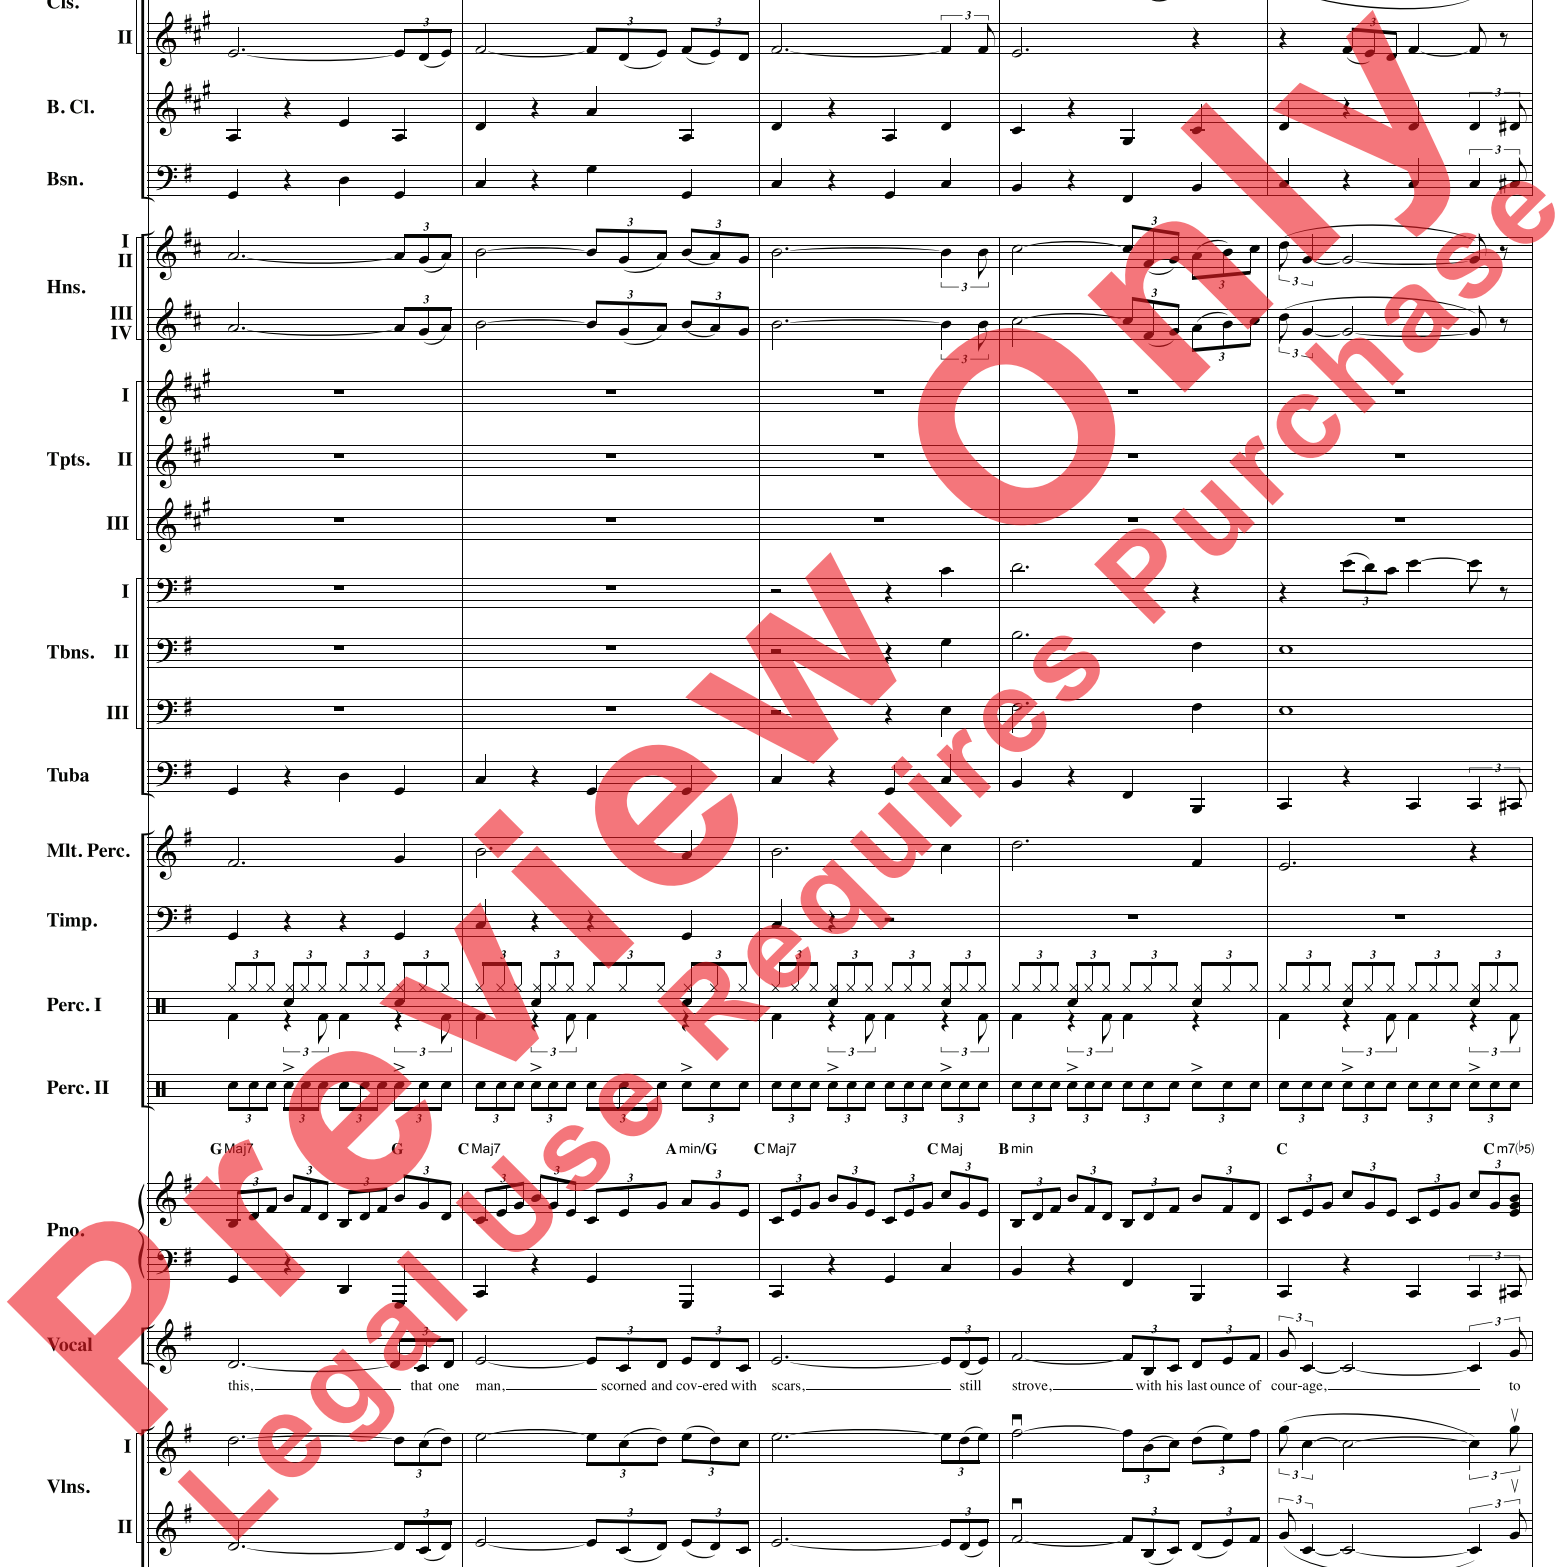 Cls.
II
B. Cl.
Bsn.
I
II
Hns.
III
IV
I
Tpts. II
III
I
Tbns. II
III
Tuba
Mlt. Perc.
Timp.
Perc. I
Perc. II
G Maj7 G C Maj7 A min/G C Maj7 C Maj B min C C m7(♭5)
Pno.
Vocal
this, that one man, scorned and cov-ered with scars, still strove, with his last ounce of cour-age, to
I
Vlns.
II
Preview Only
Legal Use Requires Purchase